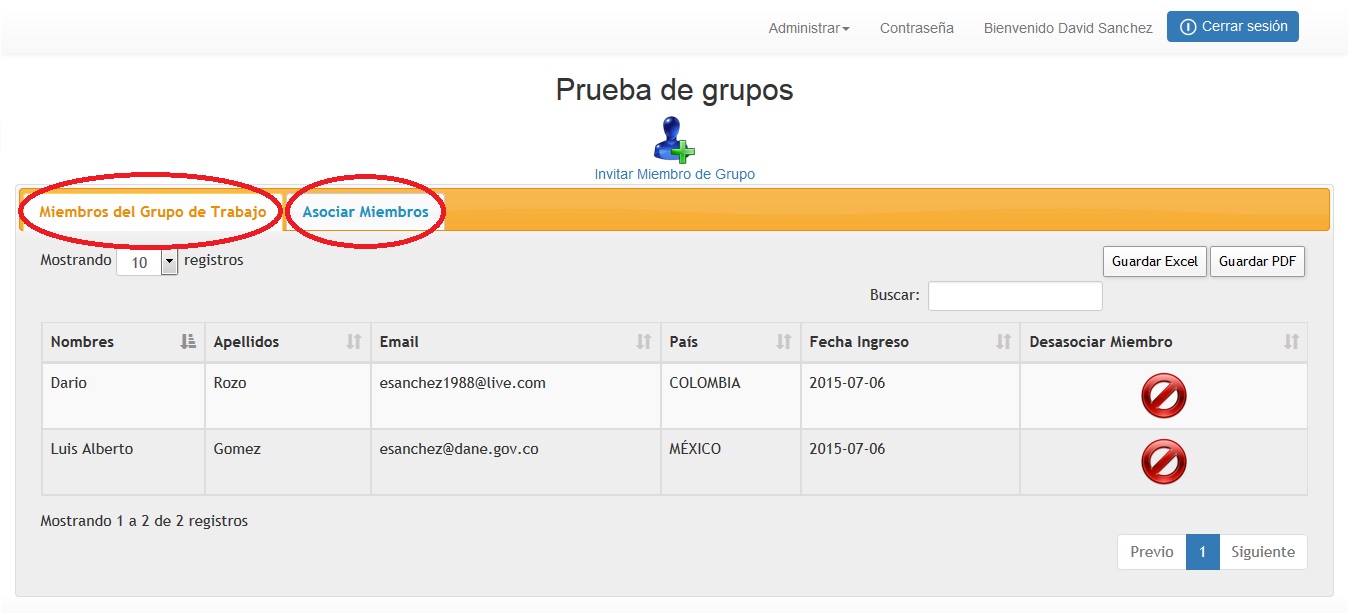 Administrar Contraseña Bienvenido David Sanchez Cerrar sesión
Prueba de grupos
Invitar Miembro de Grupo
Miembros del Grupo de Trabajo Asociar Miembros
Mostrando 10 registros Guardar Excel Guardar PDF
Buscar:
Nombres Apellidos Email País Fecha Ingreso Desasociar Miembro
Dario Rozo esanchez1988@live.com COLOMBIA 2015-07-06
Luis Alberto Gomez esanchez@dane.gov.co MÉXICO 2015-07-06
Mostrando 1 a 2 de 2 registros
Previo 1 Siguiente